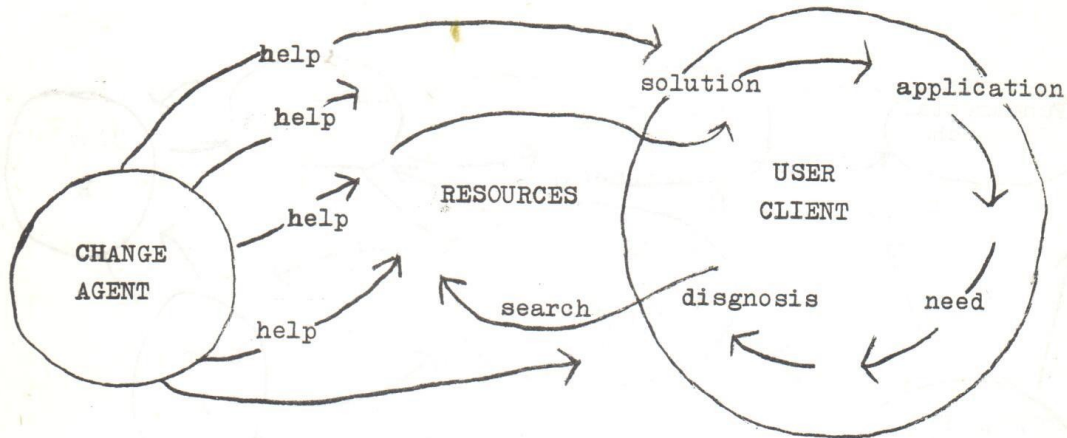 help
solution
application
help
RESOURCES
USER
CLIENT
help
CHANGE
AGENT
search
disgnosis
need
help